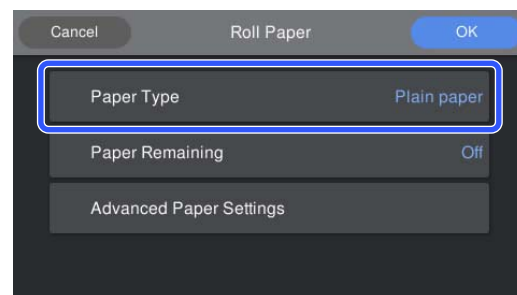 Cancel Roll Paper OK
Paper Type Plain paper
Paper Remaining Off
Advanced Paper Settings